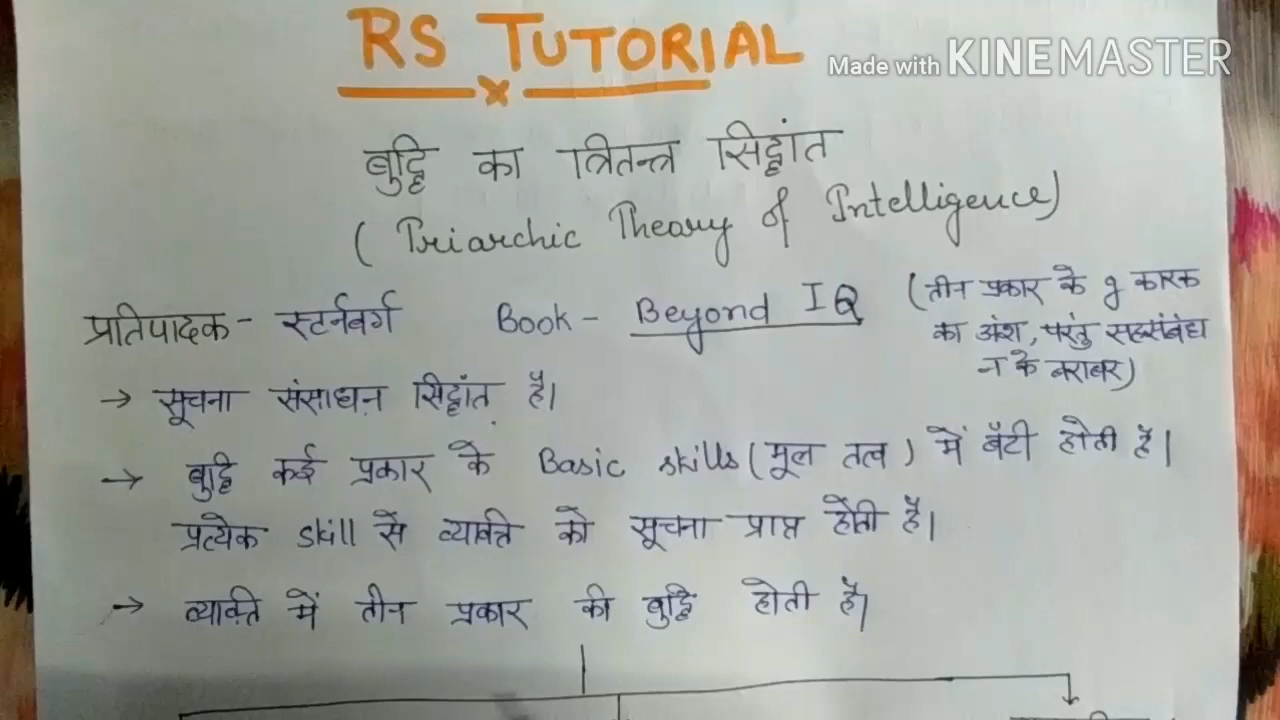 RS TUTORIAL
Made with KINEMASTER
बुद्धि का त्रितन्त्र सिद्धांत
( Triarchic Theory of Intelligence)
प्रतिपादक - स्टर्नबर्ग Book - Beyond IQ
(तीन प्रकार के g कारक
का अंश, परंतु सहसंबंध
न के बराबर)
→ सूचना संसाधन सिद्धांत है।
→ बुद्धि कई प्रकार के Basic skills (मूल तत्व) में बँटी होती है।
प्रत्येक skill से व्यक्ति को सूचना प्राप्त होती है।
→ व्यक्ति में तीन प्रकार की बुद्धि होती है।